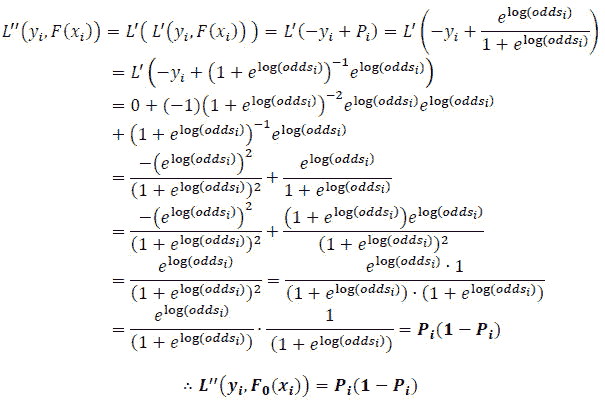 L′′(yᵢ, F(xᵢ)) = L′( L′(yᵢ, F(xᵢ)) ) = L′(−yᵢ + Pᵢ) = L′(−yᵢ + e^{log(oddsᵢ)} / (1 + e^{log(oddsᵢ)}))
= L′(−yᵢ + (1 + e^{log(oddsᵢ)})^{−1} e^{log(oddsᵢ)})
= 0 + (−1)(1 + e^{log(oddsᵢ)})^{−2} e^{log(oddsᵢ)} e^{log(oddsᵢ)}
+ (1 + e^{log(oddsᵢ)})^{−1} e^{log(oddsᵢ)}
= −(e^{log(oddsᵢ)})^2 / (1 + e^{log(oddsᵢ)})^2 + e^{log(oddsᵢ)} / (1 + e^{log(oddsᵢ)})
= −(e^{log(oddsᵢ)})^2 / (1 + e^{log(oddsᵢ)})^2 + (1 + e^{log(oddsᵢ)}) e^{log(oddsᵢ)} / (1 + e^{log(oddsᵢ)})^2
= e^{log(oddsᵢ)} / (1 + e^{log(oddsᵢ)})^2 = e^{log(oddsᵢ)} · 1 / ((1 + e^{log(oddsᵢ)}) · (1 + e^{log(oddsᵢ)}))
= e^{log(oddsᵢ)} / (1 + e^{log(oddsᵢ)}) · 1 / (1 + e^{log(oddsᵢ)}) = Pᵢ(1 − Pᵢ)
∴ L′′(yᵢ, F₀(xᵢ)) = Pᵢ(1 − Pᵢ)